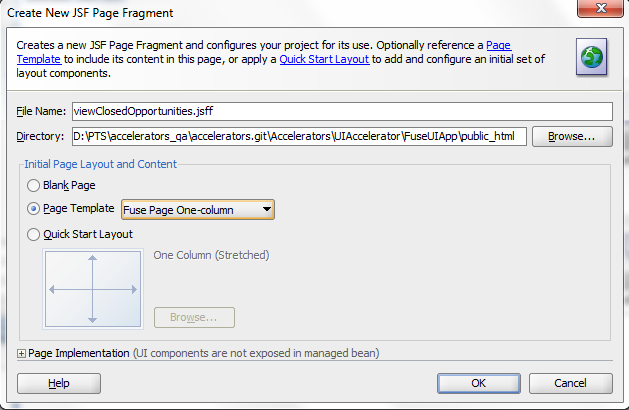 Create New JSF Page Fragment
Creates a new JSF Page Fragment and configures your project for its use. Optionally reference a Page
Template to include its content in this page, or apply a Quick Start Layout to add and configure an initial set of
layout components.
File Name: viewClosedOpportunities.jsff
Directory: D:\PTS\accelerators_qa\accelerators.git\Accelerators\UIAccelerator\FuseUIApp\public_html Browse...
Initial Page Layout and Content
Blank Page
Page Template Fuse Page One-column
Quick Start Layout
One Column (Stretched)
Browse...
Page Implementation (UI components are not exposed in managed bean)
Help OK Cancel